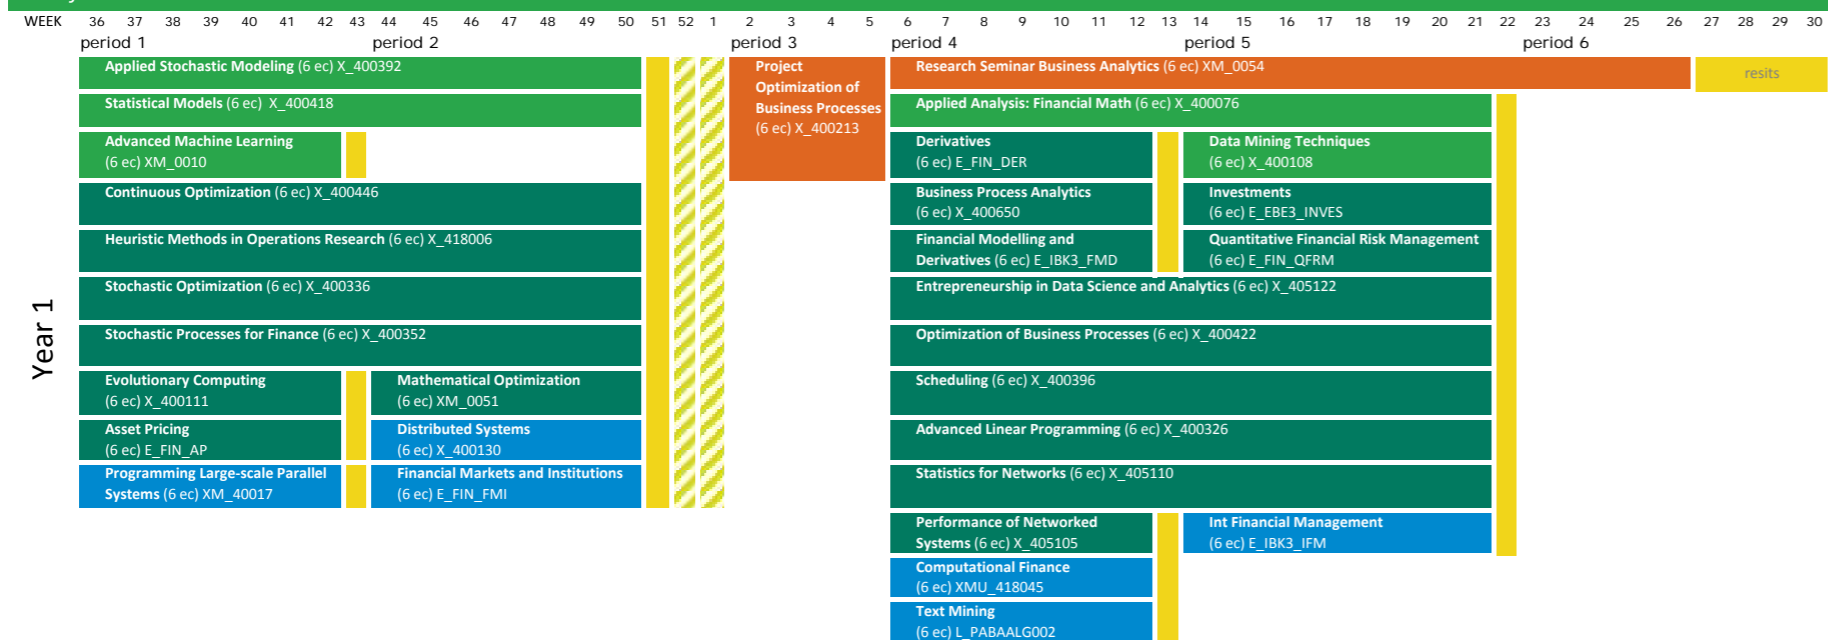 WEEK 36 37 38 39 40 41 42 43 44 45 46 47 48 49 50 51 52 1 2 3 4 5 6 7 8 9 10 11 12 13 14 15 16 17 18 19 20 21 22 23 24 25 26 27 28 29 30
period 1 period 2 period 3 period 4 period 5 period 6
Year 1
Applied Stochastic Modeling (6 ec) X_400392
Statistical Models (6 ec) X_400418
Advanced Machine Learning
(6 ec) XM_0010
Continuous Optimization (6 ec) X_400446
Heuristic Methods in Operations Research (6 ec) X_418006
Stochastic Optimization (6 ec) X_400336
Stochastic Processes for Finance (6 ec) X_400352
Evolutionary Computing
(6 ec) X_400111
Mathematical Optimization
(6 ec) XM_0051
Asset Pricing
(6 ec) E_FIN_AP
Distributed Systems
(6 ec) X_400130
Programming Large-scale Parallel
Systems (6 ec) XM_40017
Financial Markets and Institutions
(6 ec) E_FIN_FMI
Project
Optimization of
Business Processes
(6 ec) X_400213
Research Seminar Business Analytics (6 ec) XM_0054
resits
Applied Analysis: Financial Math (6 ec) X_400076
Derivatives
(6 ec) E_FIN_DER
Data Mining Techniques
(6 ec) X_400108
Business Process Analytics
(6 ec) X_400650
Investments
(6 ec) E_EBE3_INVES
Financial Modelling and
Derivatives (6 ec) E_IBK3_FMD
Quantitative Financial Risk Management
(6 ec) E_FIN_QFRM
Entrepreneurship in Data Science and Analytics (6 ec) X_405122
Optimization of Business Processes (6 ec) X_400422
Scheduling (6 ec) X_400396
Advanced Linear Programming (6 ec) X_400326
Statistics for Networks (6 ec) X_405110
Performance of Networked
Systems (6 ec) X_405105
Int Financial Management
(6 ec) E_IBK3_IFM
Computational Finance
(6 ec) XMU_418045
Text Mining
(6 ec) L_PABAALG002